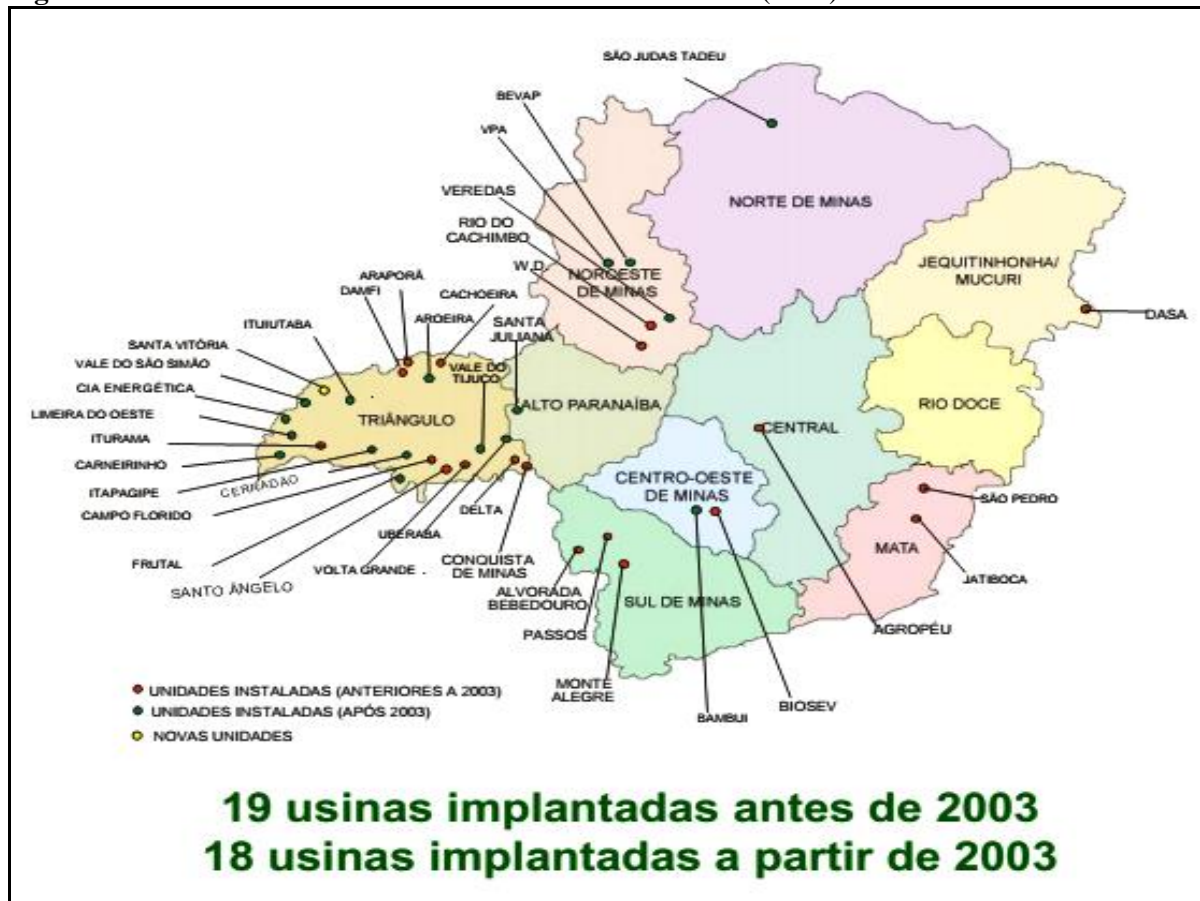 SÃO JUDAS TADEU
BEVAP
VPA
VEREDAS
RIO DO
CACHIMBO
W.D.
NOROESTE
DE MINAS
NORTE DE MINAS
JEQUITINHONHA/
MUCURI
DASA
ARAPORÃ
DAMFI
CACHOEIRA
ITUIUTABA
AROEIRA
SANTA
JULIANA
SANTA VITÓRIA
VALE DO SÃO SIMÃO
VALE DO
TIJUCO
CIA ENERGÉTICA
LIMEIRA DO OESTE
TRIÂNGULO
ALTO PARANAÍBA
RIO DOCE
ITURAMA
CENTRAL
CARNEIRINHO
ITAPAGIPE
CERRADÃO
CAMPO FLORIDO
CENTRO-OESTE
DE MINAS
SÃO PEDRO
DELTA
UBERABA
FRUTAL
VOLTA GRANDE .
CONQUISTA
DE MINAS
SANTO ÂNGELO
MATA
JATIBOCA
ALVORADA
BEBEDOURO
SUL DE MINAS
PASSOS
AGROPÉU
MONTE
ALEGRE
BIOSEV
BAMBUI
UNIDADES INSTALADAS (ANTERIORES A 2003)
UNIDADES INSTALADAS (APÓS 2003)
NOVAS UNIDADES
19 usinas implantadas antes de 2003
18 usinas implantadas a partir de 2003